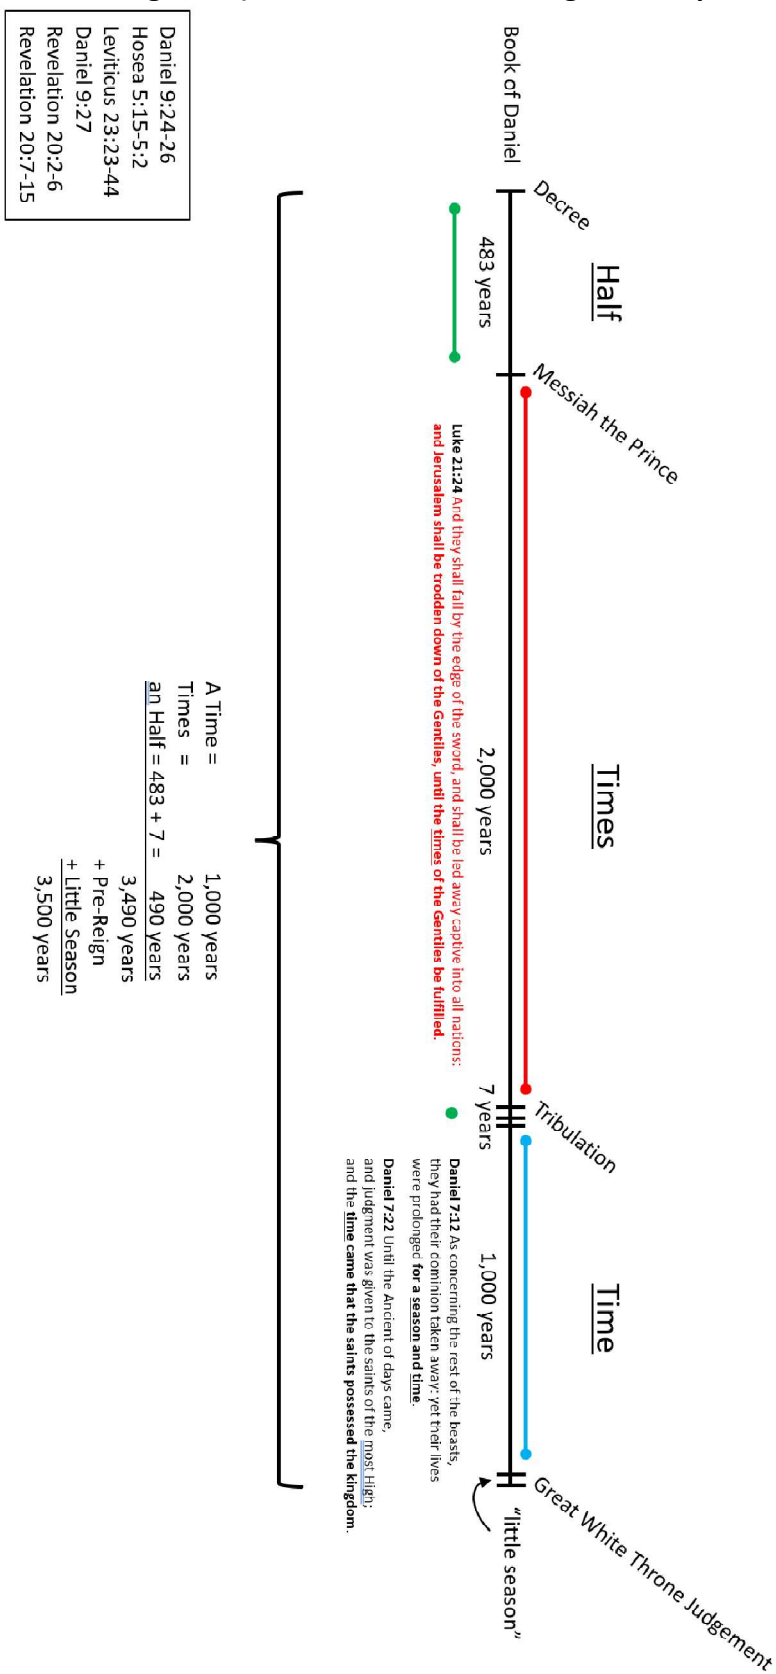 Half
Times
Time
Decree
Messiah the Prince
Tribulation
Great White Throne Judgement
Book of Daniel
"little season"
483 years
2,000 years
7 years
1,000 years
Luke 21:24 And they shall fall by the edge of the sword, and shall be led away captive into all nations:
and Jerusalem shall be trodden down of the Gentiles, until the times of the Gentiles be fulfilled.
Daniel 7:12 As concerning the rest of the beasts,
they had their dominion taken away: yet their lives
were prolonged for a season and time.
Daniel 7:22 Until the Ancient of days came,
and judgment was given to the saints of the most High;
and the time came that the saints possessed the kingdom.
A Time = 1,000 years
Times = 2,000 years
an Half = 483 + 7 = 490 years
3,490 years
+ Pre-Reign
+ Little Season
3,500 years
Daniel 9:24-26
Hosea 5:15-5:2
Leviticus 23:23-44
Daniel 9:27
Revelation 20:2-6
Revelation 20:7-15